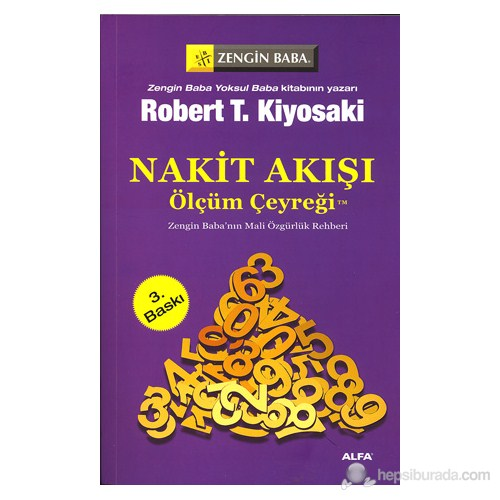 E B
S I
ZENGİN BABA®
Zengin Baba Yoksul Baba kitabının yazarı
Robert T. Kiyosaki
NAKİT AKIŞI
Ölçüm Çeyreği™
Zengin Baba'nın Mali Özgürlük Rehberi
3.
Baskı
ALFA
hepsiburada.com